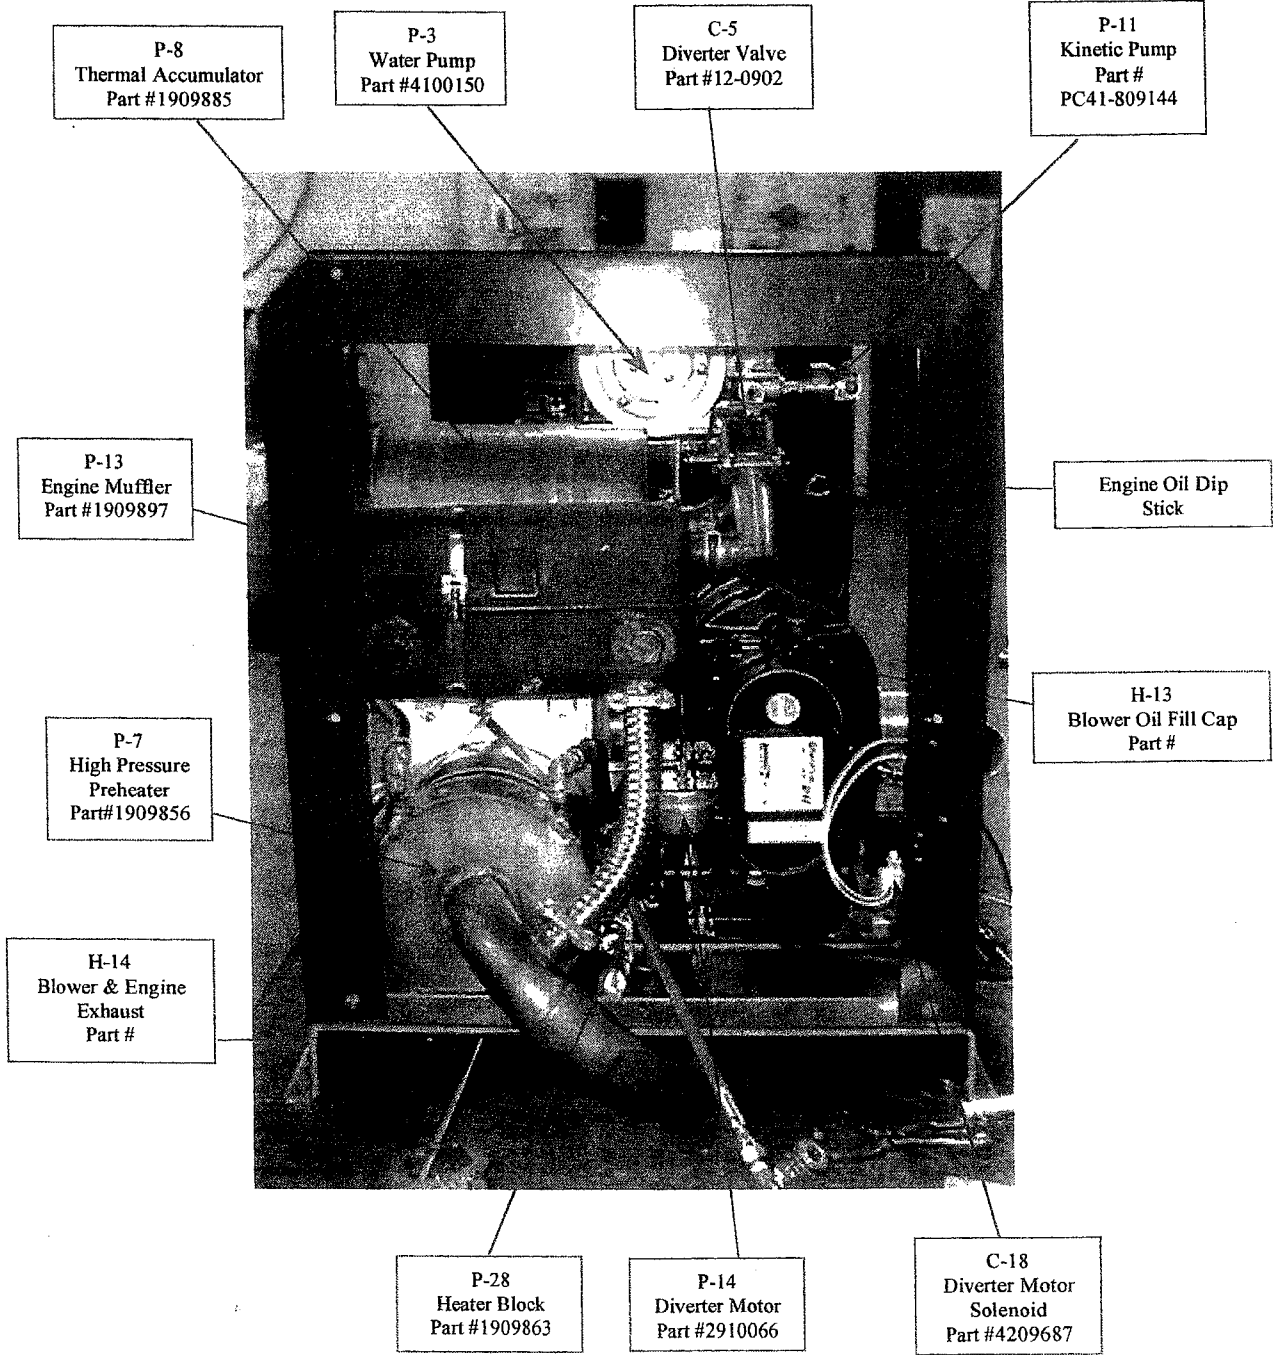 P-8
Thermal Accumulator
Part #1909885
P-3
Water Pump
Part #4100150
C-5
Diverter Valve
Part #12-0902
P-11
Kinetic Pump
Part #
PC41-809144
P-13
Engine Muffler
Part #1909897
Engine Oil Dip
Stick
P-7
High Pressure
Preheater
Part#1909856
H-13
Blower Oil Fill Cap
Part #
H-14
Blower & Engine
Exhaust
Part #
P-28
Heater Block
Part #1909863
P-14
Diverter Motor
Part #2910066
C-18
Diverter Motor
Solenoid
Part #4209687